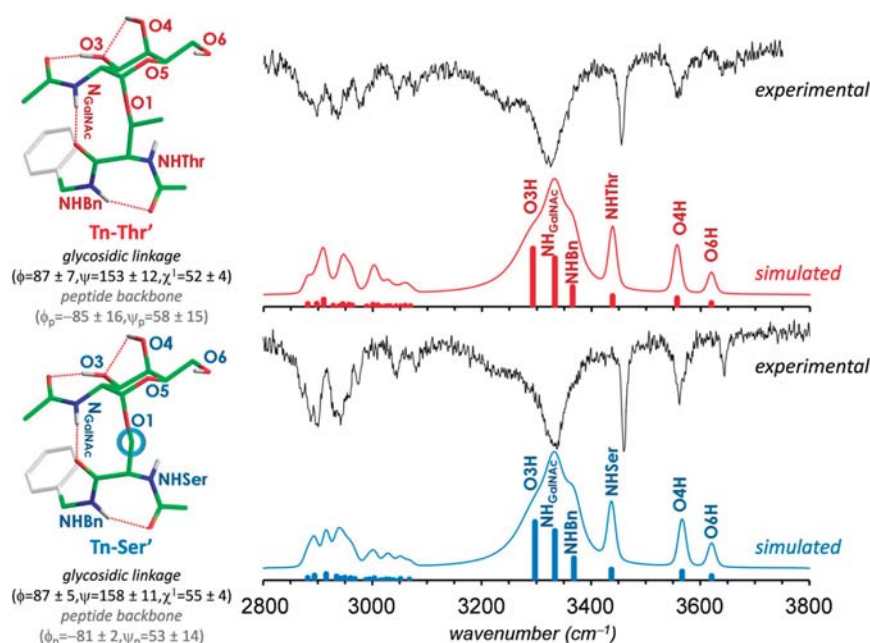 O3
O4
O6
O5
O1
NGalNAc
NHThr
NHBn
Tn-Thr’
glycosidic linkage
(ϕ=87 ± 7,ψ=153 ± 12,χ¹=52 ± 4)
peptide backbone
(ϕp=−85 ± 16,ψp=58 ± 15)
experimental
O3H
NHGalNAc
NHBn
NHThr
O4H
O6H
simulated
O3
O4
O6
O5
O1
NGalNAc
NHSer
NHBn
Tn-Ser’
glycosidic linkage
(ϕ=87 ± 5,ψ=158 ± 11,χ¹=55 ± 4)
peptide backbone
(ϕp=−81 ± 2,ψp=53 ± 14)
experimental
O3H
NHGalNAc
NHBn
NHSer
O4H
O6H
simulated
2800 3000 3200 3400 3600 3800
wavenumber (cm⁻¹)